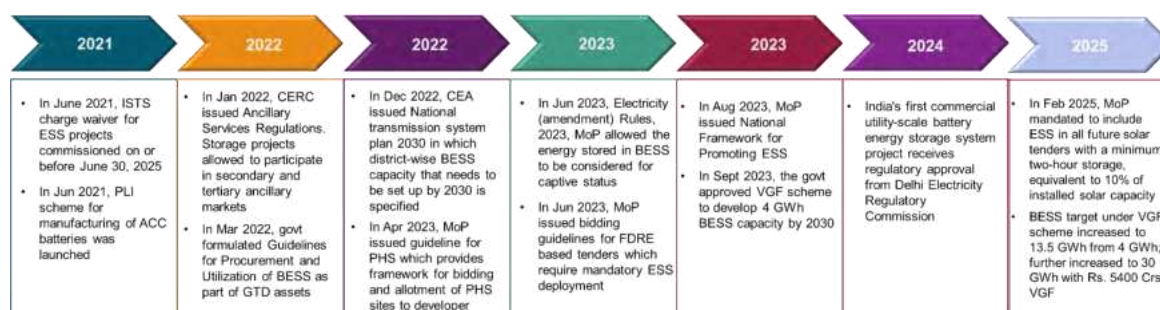 2021
2022
2022
2023
2023
2024
2025
• In June 2021, ISTS
charge waiver for
ESS projects
commissioned on or
before June 30, 2025
• In Jun 2021, PLI
scheme for
manufacturing of ACC
batteries was
launched
• In Jan 2022, CERC
issued Ancillary
Services Regulations.
Storage projects
allowed to participate
in secondary and
tertiary ancillary
markets
• In Mar 2022, govt
formulated Guidelines
for Procurement and
Utilization of BESS as
part of GTD assets
• In Dec 2022, CEA
issued National
transmission system
plan 2030 in which
district-wise BESS
capacity that needs to
be set up by 2030 is
specified
• In Apr 2023, MoP
issued guideline for
PHS which provides
framework for bidding
and allotment of PHS
sites to developer
• In Jun 2023, Electricity
(amendment) Rules,
2023, MoP allowed the
energy stored in BESS
to be considered for
captive status
• In Jun 2023, MoP
issued bidding
guidelines for FDRE
based tenders which
require mandatory ESS
deployment
• In Aug 2023, MoP
issued National
Framework for
Promoting ESS
• In Sept 2023, the govt
approved VGF scheme
to develop 4 GWh
BESS capacity by 2030
• India's first commercial
utility-scale battery
energy storage system
project receives
regulatory approval
from Delhi Electricity
Regulatory
Commission
• In Feb 2025, MoP
mandated to include
ESS in all future solar
tenders with a minimum
two-hour storage,
equivalent to 10% of
installed solar capacity
• BESS target under VGF
scheme increased to
13.5 GWh from 4 GWh;
further increased to 30
GWh with Rs. 5400 Crs
VGF